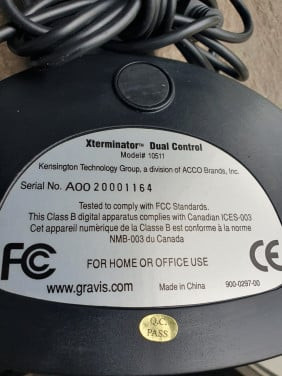 Xterminator™ Dual Control
Model# 10511
Kensington Technology Group, a division of ACCO Brands, Inc.
Serial No. A00 20001164
Tested to comply with FCC Standards.
This Class B digital apparatus complies with Canadian ICES-003
Cet apparei numérique de la Classe B est conforme à la norme
NMB-003 du Canada
FC CE
FOR HOME OR OFFICE USE
www.gravis.com Made in China 900-0297-00
Q.C.
PASS